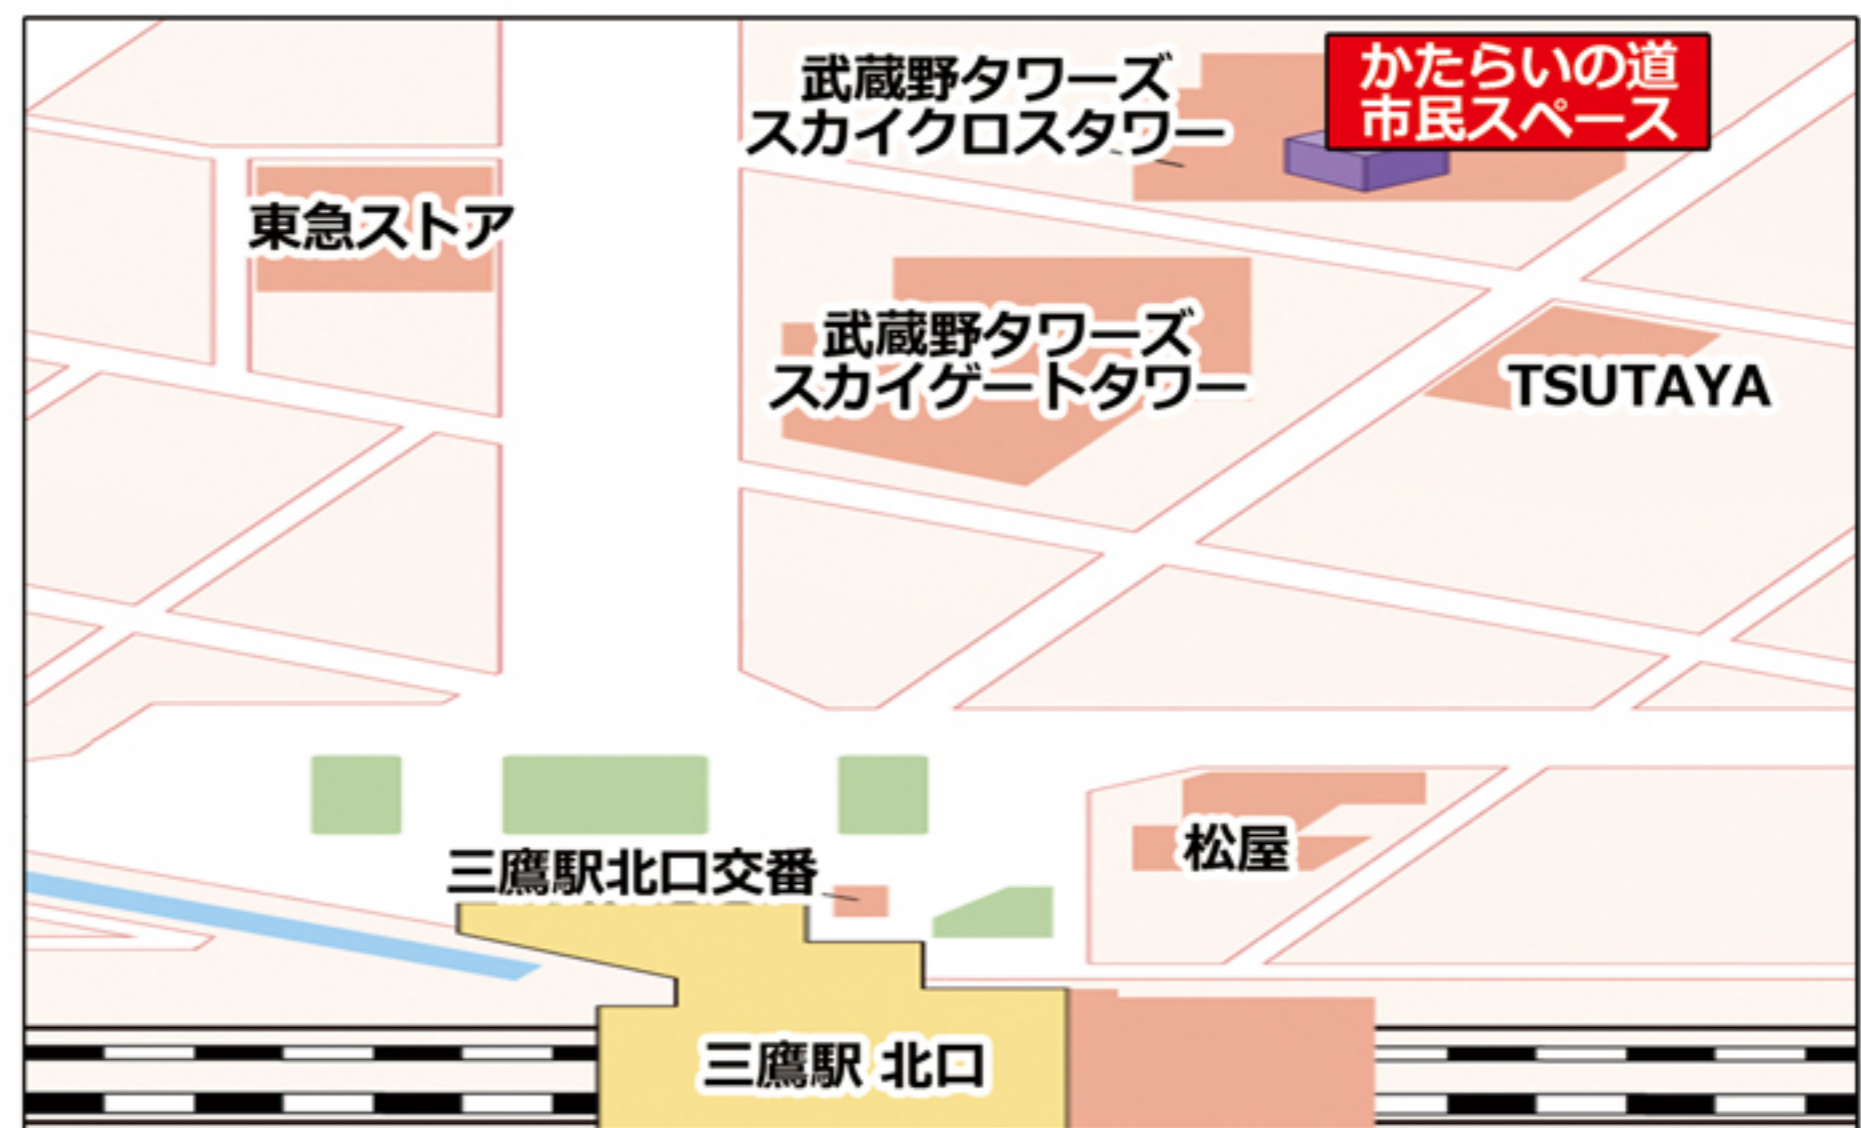 武蔵野タワーズ
スカイクロスタワー
かたらいの道
市民スペース
東急ストア
武蔵野タワーズ
スカイゲートタワー
TSUTAYA
三鷹駅北口交番
松屋
三鷹駅 北口